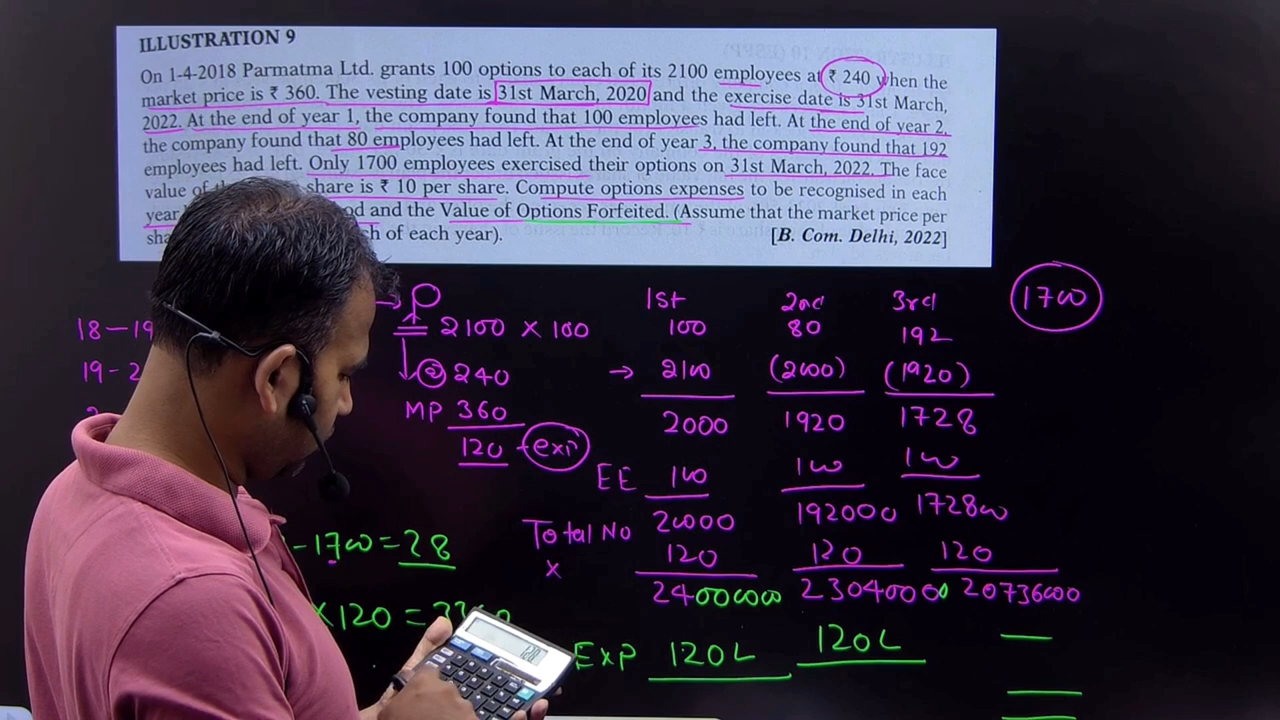 ILLUSTRATION 9
On 1-4-2018 Parmatma Ltd. grants 100 options to each of its 2100 employees at ₹ 240 when the
market price is ₹ 360. The vesting date is 31st March, 2020 and the exercise date is 31st March,
2022. At the end of year 1, the company found that 100 employees had left. At the end of year 2,
the company found that 80 employees had left. At the end of year 3, the company found that 192
employees had left. Only 1700 employees exercised their options on 31st March, 2022. The face
value of share is ₹ 10 per share. Compute options expenses to be recognised in each
year and the Value of Options Forfeited. (Assume that the market price per
of each year). [B. Com. Delhi, 2022]
1st 2nd 3rd 1700
18-19 2100 × 100 100 80 192
19-2 @ 240 → 2100 (2000) (1920)
MP 360 2000 1920 1728
120 - exp
EE 100 100 100
Total No 20000 192000 172800
× 120 120 120
24000000 23040000 20736000
-1700 = 28
×120 =
EXP 120L 120L